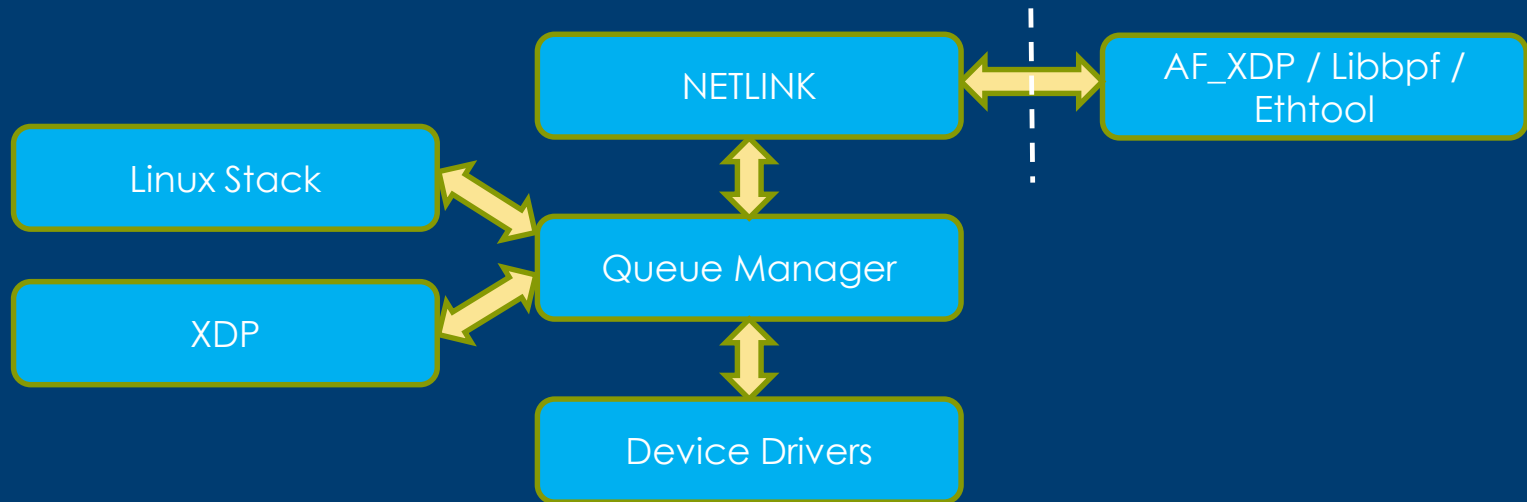 NETLINK
AF_XDP / Libbpf /
Ethtool
Linux Stack
Queue Manager
XDP
Device Drivers